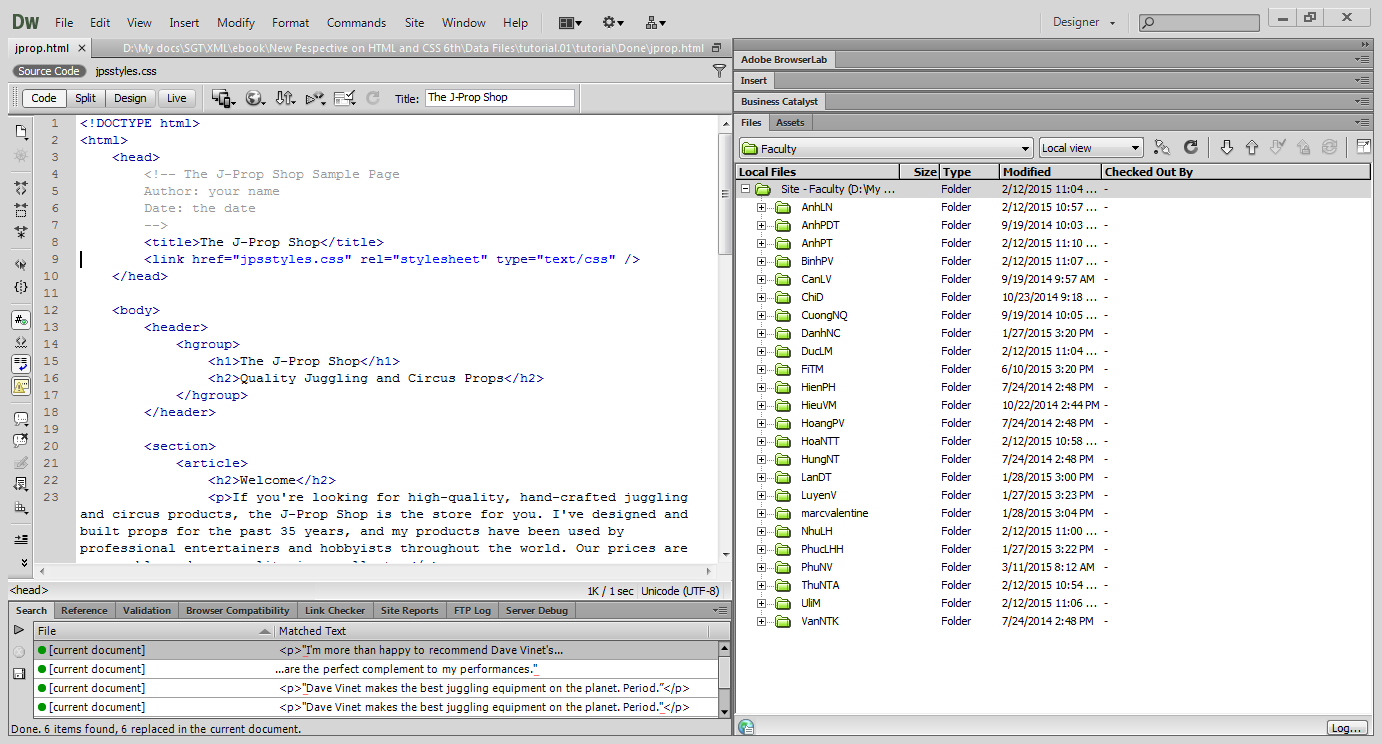 Dw File Edit View Insert Modify Format Commands Site Window Help Designer
jprop.html D:\My docs\SGT\XML\ebook\New Pespective on HTML and CSS 6th\Data Files\tutorial.01\tutorial\Done\jprop.html
Source Code jpsstyles.css
Code Split Design Live Title: The J-Prop Shop
1 <!DOCTYPE html>
2 <html>
3 <head>
4 <!-- The J-Prop Shop Sample Page
5 Author: your name
6 Date: the date
7 -->
8 <title>The J-Prop Shop</title>
9 <link href="jpsstyles.css" rel="stylesheet" type="text/css" />
10 </head>
11
12 <body>
13 <header>
14 <hgroup>
15 <h1>The J-Prop Shop</h1>
16 <h2>Quality Juggling and Circus Props</h2>
17 </hgroup>
18 </header>
19
20 <section>
21 <article>
22 <h2>Welcome</h2>
23 <p>If you're looking for high-quality, hand-crafted juggling
and circus products, the J-Prop Shop is the store for you. I've designed and
built props for the past 35 years, and my products have been used by
professional entertainers and hobbyists throughout the world. Our prices are
<head> 1K / 1 sec Unicode (UTF-8)
Search Reference Validation Browser Compatibility Link Checker Site Reports FTP Log Server Debug
File Matched Text
[current document] <p>"I'm more than happy to recommend Dave Vinet's...
[current document] ...are the perfect complement to my performances."
[current document] <p>"Dave Vinet makes the best juggling equipment on the planet. Period."</p>
[current document] <p>"Dave Vinet makes the best juggling equipment on the planet. Period."</p>
Done. 6 items found, 6 replaced in the current document.
Adobe BrowserLab
Insert
Business Catalyst
Files Assets
Faculty Local view
Local Files Size Type Modified Checked Out By
Site - Faculty (D:\My ... Folder 2/12/2015 11:04 ... -
AnhLN Folder 2/12/2015 10:57 ... -
AnhPDT Folder 9/19/2014 10:03 ... -
AnhPT Folder 2/12/2015 11:10 ... -
BinhPV Folder 2/12/2015 11:07 ... -
CanLV Folder 9/19/2014 9:57 AM -
ChiD Folder 10/23/2014 9:18 ... -
CuongNQ Folder 9/19/2014 10:05 ... -
DanhNC Folder 1/27/2015 3:20 PM -
DucLM Folder 2/12/2015 11:04 ... -
FiTM Folder 6/10/2015 3:20 PM -
HienPH Folder 7/24/2014 2:48 PM -
HieuVM Folder 10/22/2014 2:44 PM -
HoangPV Folder 7/24/2014 2:48 PM -
HoaNTT Folder 2/12/2015 10:58 ... -
HungNT Folder 7/24/2014 2:48 PM -
LanDT Folder 1/28/2015 3:00 PM -
LuyenV Folder 1/27/2015 3:23 PM -
marcvalentine Folder 1/28/2015 3:04 PM -
NhuLH Folder 2/12/2015 11:00 ... -
PhucLHH Folder 1/27/2015 3:22 PM -
PhuNV Folder 3/11/2015 8:12 AM -
ThuNTA Folder 2/12/2015 10:54 ... -
UliM Folder 2/12/2015 11:06 ... -
VanNTK Folder 7/24/2014 2:48 PM -
Log...